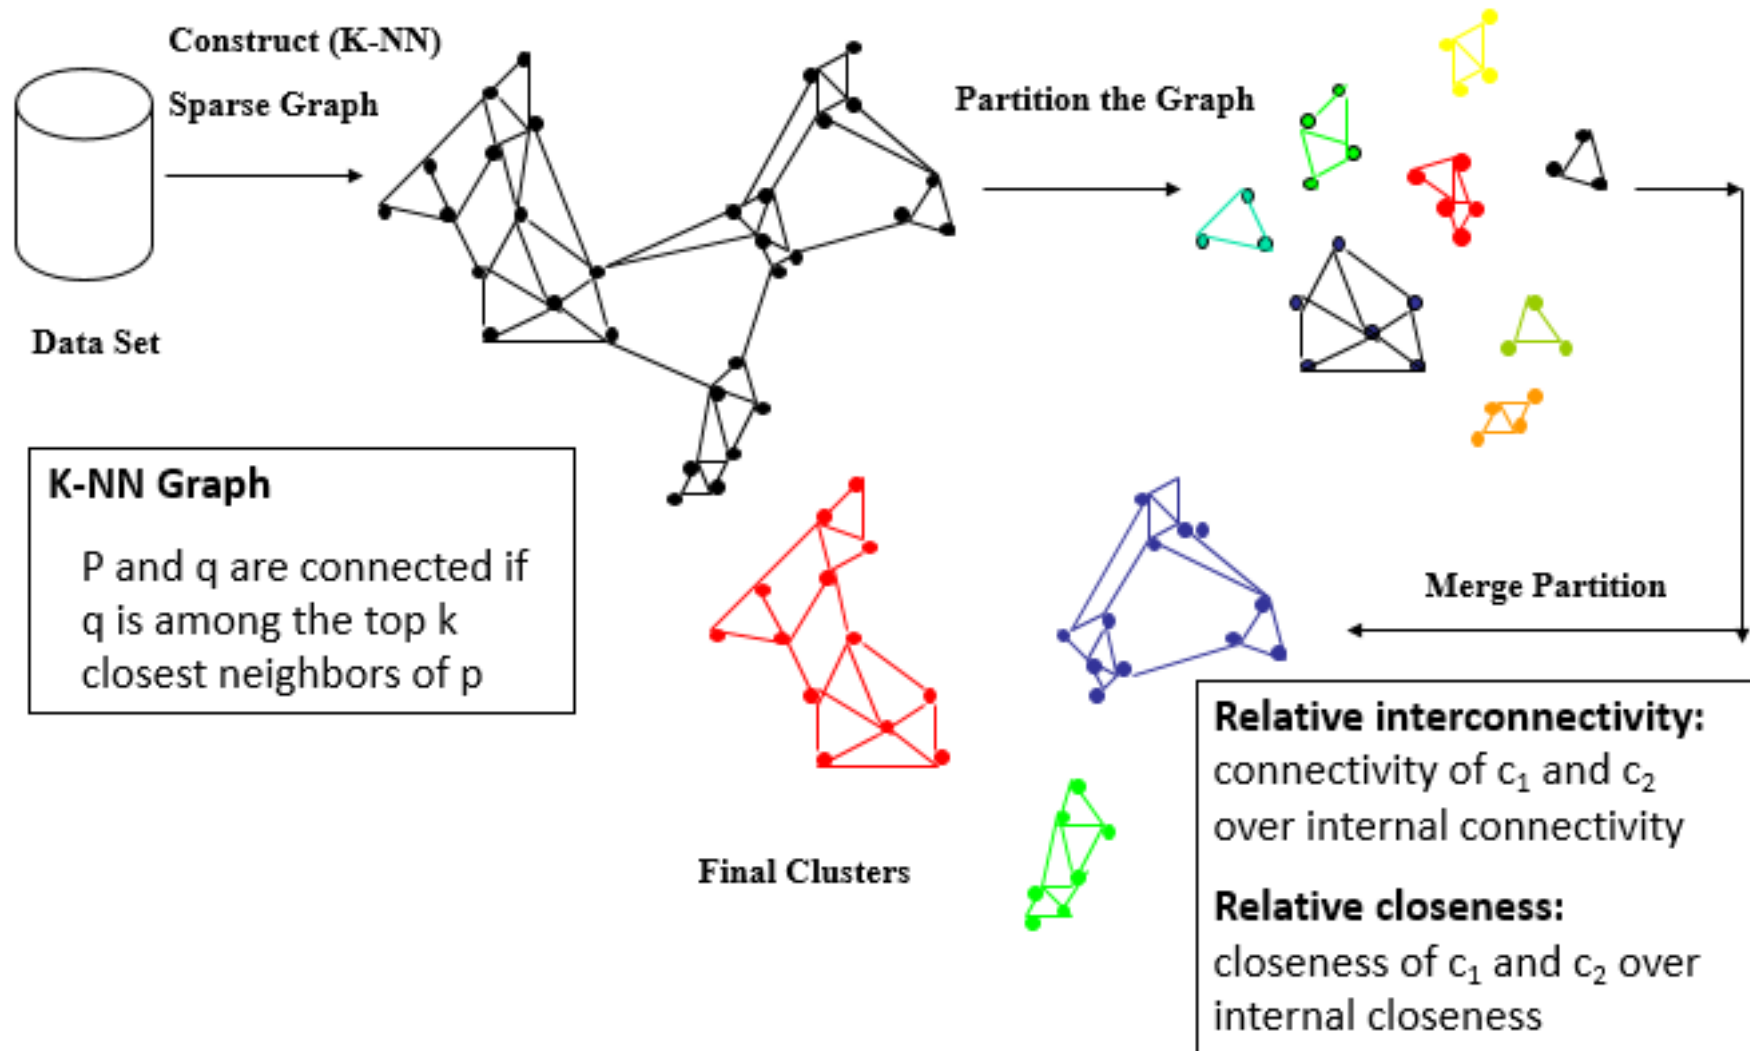 Construct (K-NN)
Sparse Graph
Data Set
Partition the Graph
K-NN Graph
P and q are connected if
q is among the top k
closest neighbors of p
Merge Partition
Final Clusters
Relative interconnectivity:
connectivity of c₁ and c₂
over internal connectivity
Relative closeness:
closeness of c₁ and c₂ over
internal closeness